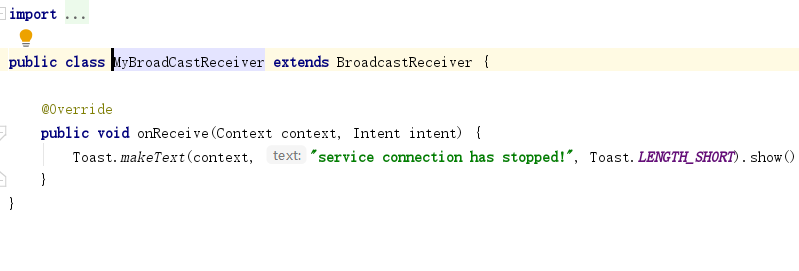 import ...
public class MyBroadCastReceiver extends BroadcastReceiver {
@Override
public void onReceive(Context context, Intent intent) {
Toast.makeText(context, text: "service connection has stopped!", Toast.LENGTH_SHORT).show()
}
}